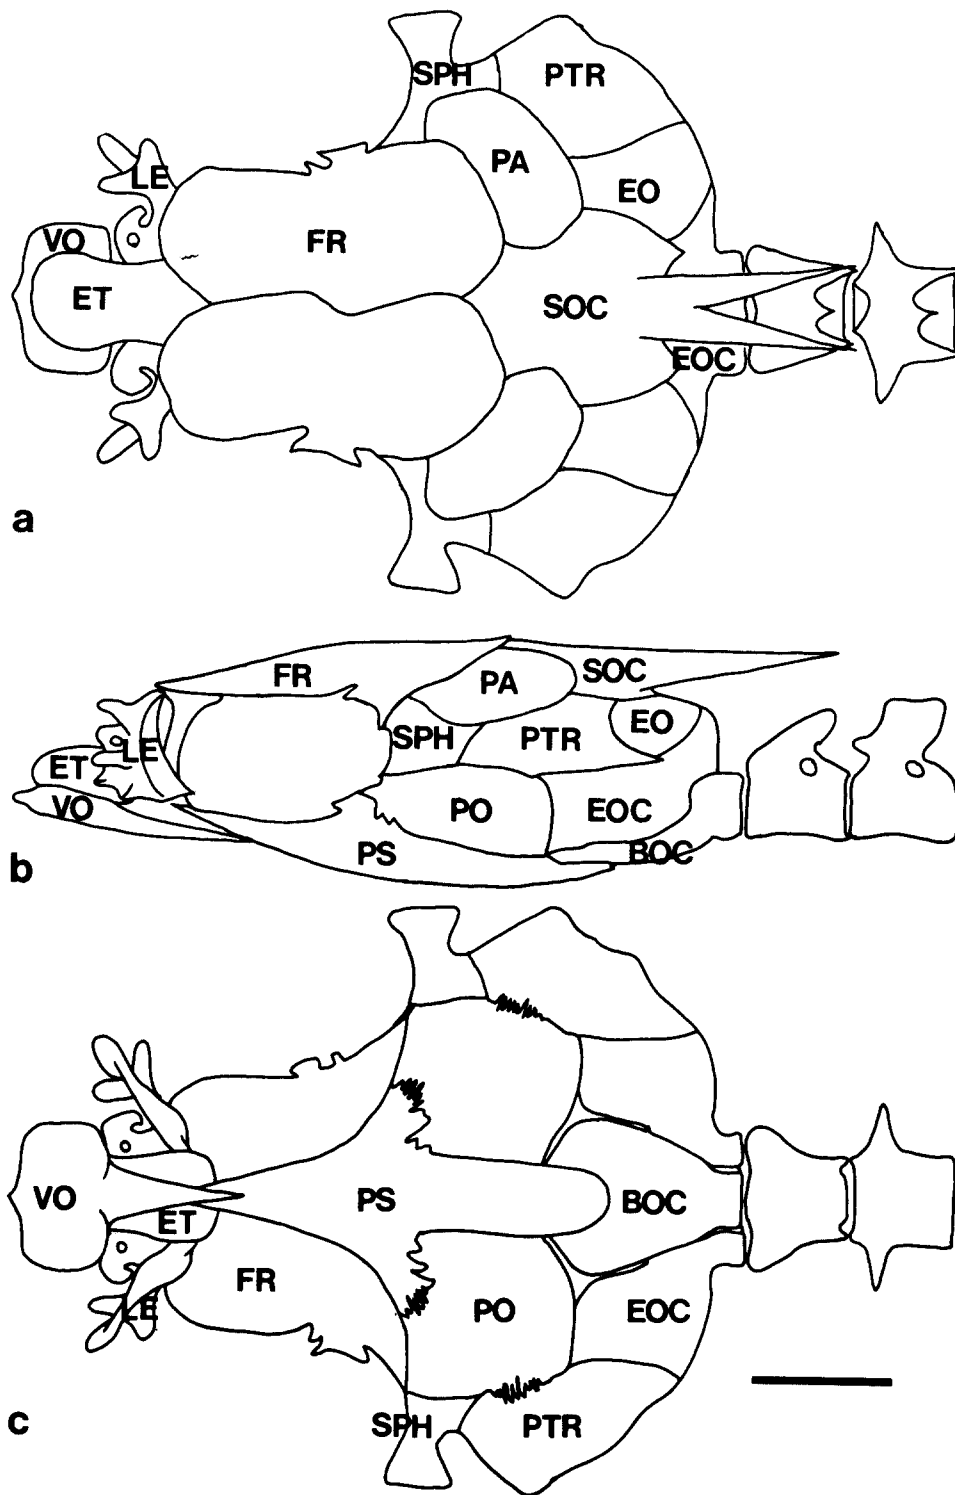 SPH PTR
LE PA EO
VO FR
ET SOC
EOC
a
FR PA SOC
LE SPH PTR EO
ET
VO PO EOC
PS BOC
b
VO PS BOC
ET
FR PO EOC
LE
SPH PTR
c